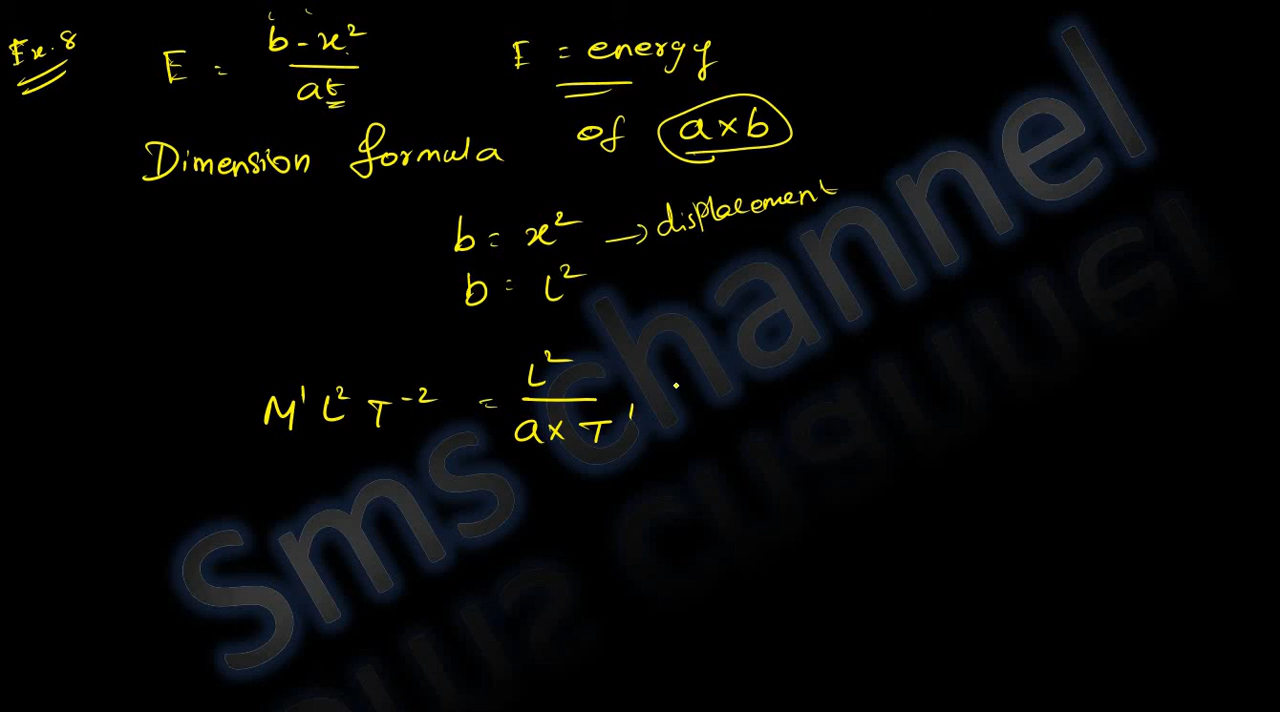 Ex.8
E = b - x² / at
E = energy
Dimension formula of a×b
b = x² → displacement
b = L²
M¹ L² T⁻² = L² / a × T¹
Sms channel